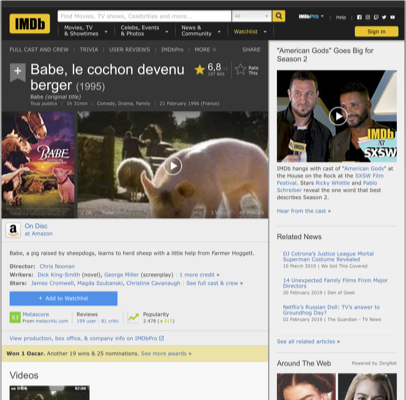 IMDb
Find Movies, TV shows, Celebrities and more...
All
Movies, TV & Showtimes
Celebs, Events & Photos
News & Community
Watchlist
IMDbPro
Help
Sign in
FULL CAST AND CREW | TRIVIA | USER REVIEWS | IMDbPro | MORE
SHARE
Babe, le cochon devenu berger (1995)
6,8
Rate This
Babe (original title)
Tous publics | 1h 31min | Comedy, Drama, Family | 21 February 1996 (France)
BABE
On Disc
at Amazon
Babe, a pig raised by sheepdogs, learns to herd sheep with a little help from Farmer Hoggett.
Director: Chris Noonan
Writers: Dick King-Smith (novel), George Miller (screenplay) | 1 more credit »
Stars: James Cromwell, Magda Szubanski, Christine Cavanaugh | See full cast & crew »
+ Add to Watchlist
83
Metascore
From metacritic.com
Reviews
199 user | 81 critic
Popularity
2 478
View production, box office, & company info on IMDbPro
Won 1 Oscar. Another 19 wins & 25 nominations. See more awards »
Videos
"American Gods" Goes Big for Season 2
IMDb
AT
SXSW
IMDb hangs with cast of "American Gods"
at the House on the Rock at the SXSW
Film Festival. Stars Ricky Whittle and Pablo
Schreiber reveal the one word that best
describes Season 2.
Hear from the cast »
Related News
DJ Cotrona's Justice League Mortal
Superman Costume Revealed
10 March 2019 | We Got This Covered
14 Unexpected Family Films From Major
Directors
20 February 2019 | Den of Geek
Netflix's Russian Doll: TV's answer to
Groundhog Day?
02 February 2019 | The Guardian - TV News
See all related articles »
Around The Web
Powered by ZergNet